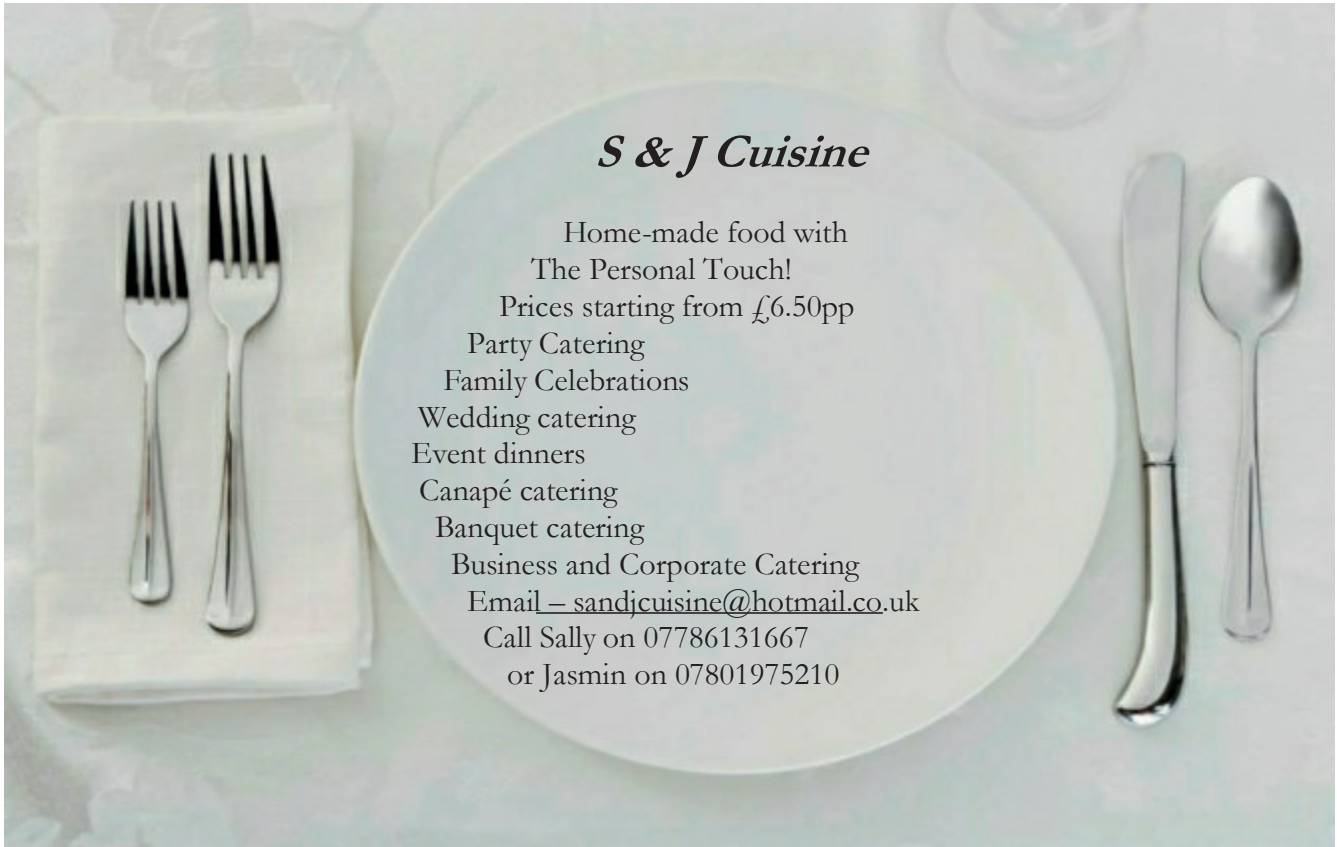 S & J Cuisine
Home-made food with
The Personal Touch!
Prices starting from £6.50pp
Party Catering
Family Celebrations
Wedding catering
Event dinners
Canapé catering
Banquet catering
Business and Corporate Catering
Email – sandjcuisine@hotmail.co.uk
Call Sally on 07786131667
or Jasmin on 07801975210